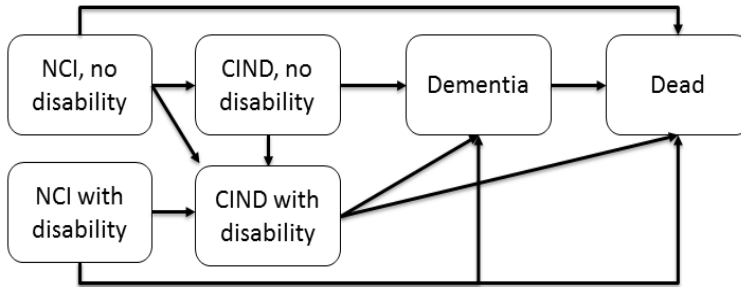 NCI, no
disability
CIND, no
disability
Dementia
Dead
NCI with
disability
CIND with
disability